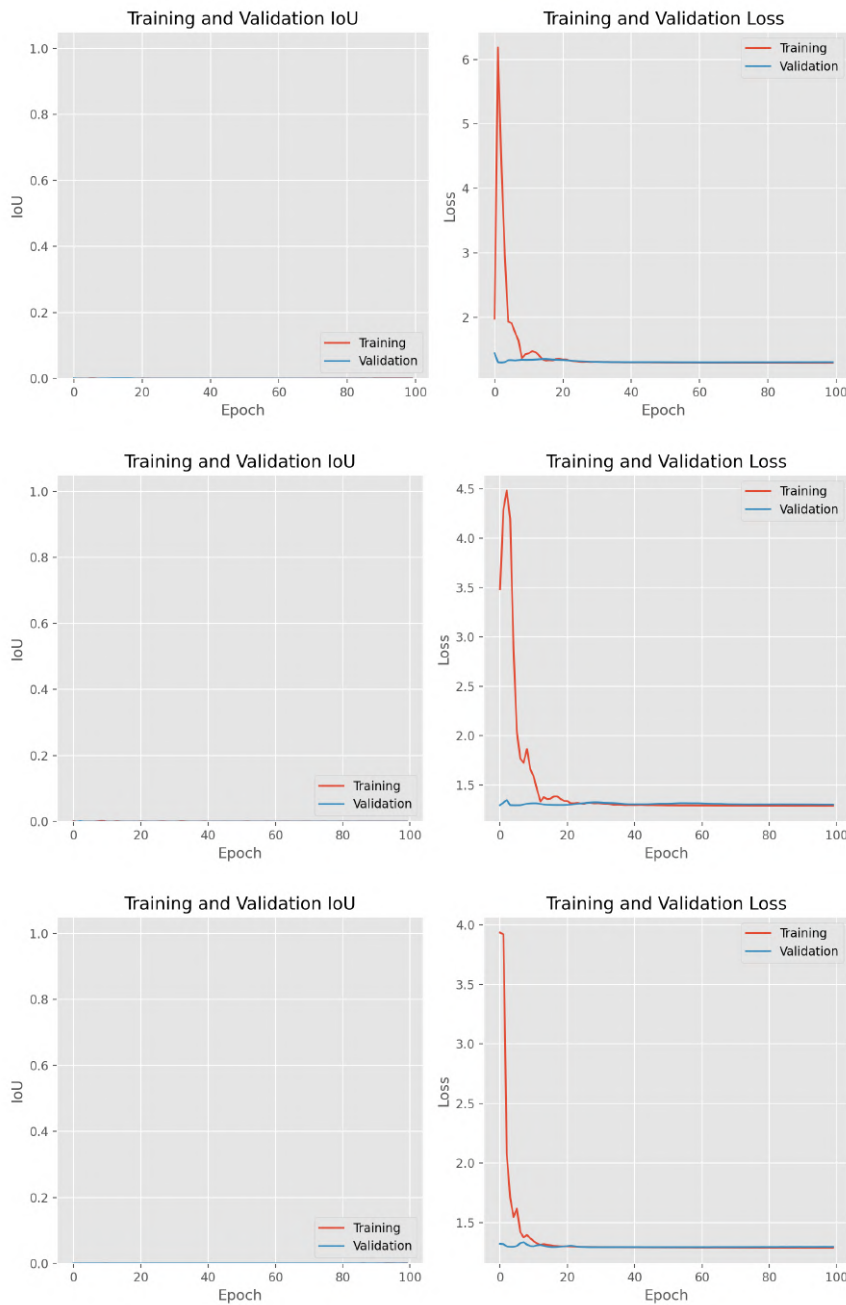 Training and Validation IoU
1.0
0.8
0.6
0.4
0.2
0.0
IoU
Training
Validation
0 20 40 60 80 100
Epoch
Training and Validation Loss
6
5
4
3
2
Loss
Training
Validation
0 20 40 60 80 100
Epoch
Training and Validation IoU
1.0
0.8
0.6
0.4
0.2
0.0
IoU
Training
Validation
0 20 40 60 80 100
Epoch
Training and Validation Loss
4.5
4.0
3.5
3.0
2.5
2.0
1.5
Loss
Training
Validation
0 20 40 60 80 100
Epoch
Training and Validation IoU
1.0
0.8
0.6
0.4
0.2
0.0
IoU
Training
Validation
0 20 40 60 80 100
Epoch
Training and Validation Loss
4.0
3.5
3.0
2.5
2.0
1.5
Loss
Training
Validation
0 20 40 60 80 100
Epoch